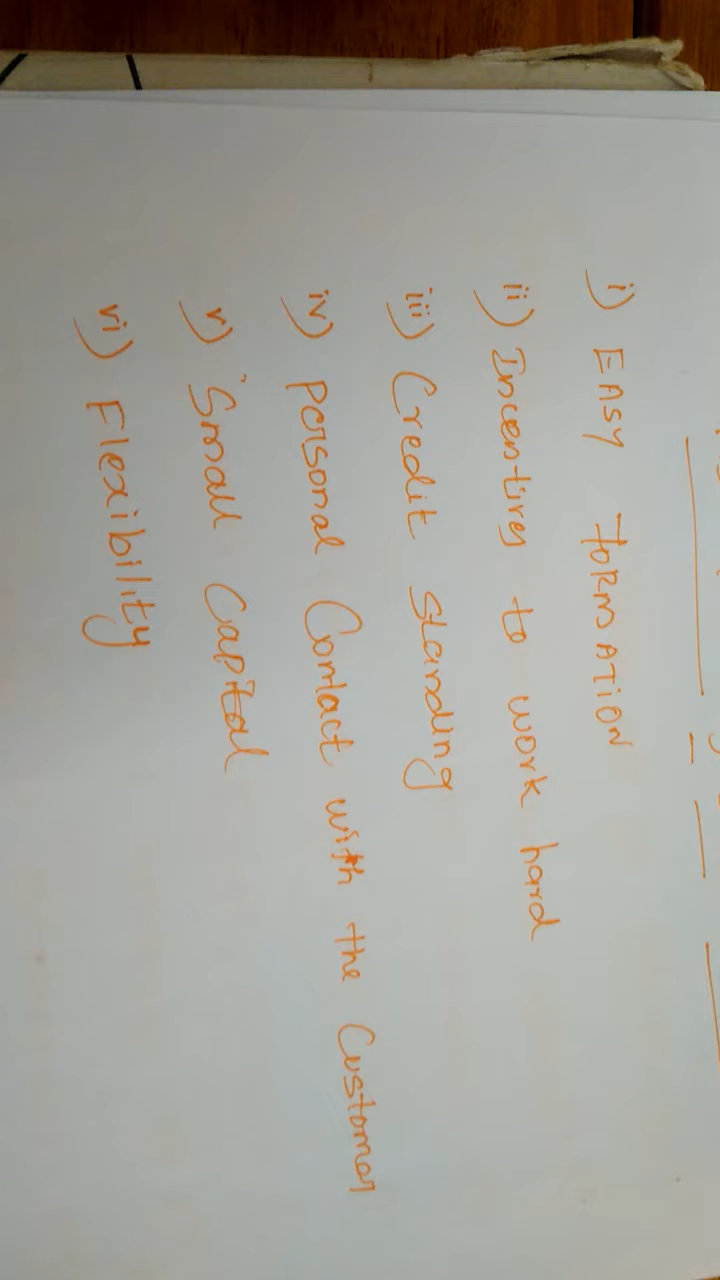 i) EASY FORMATION
ii) Incentives to work hard
iii) Credit standing
iv) personal Contact with the Customer
v) Small Capital
vi) Flexibility